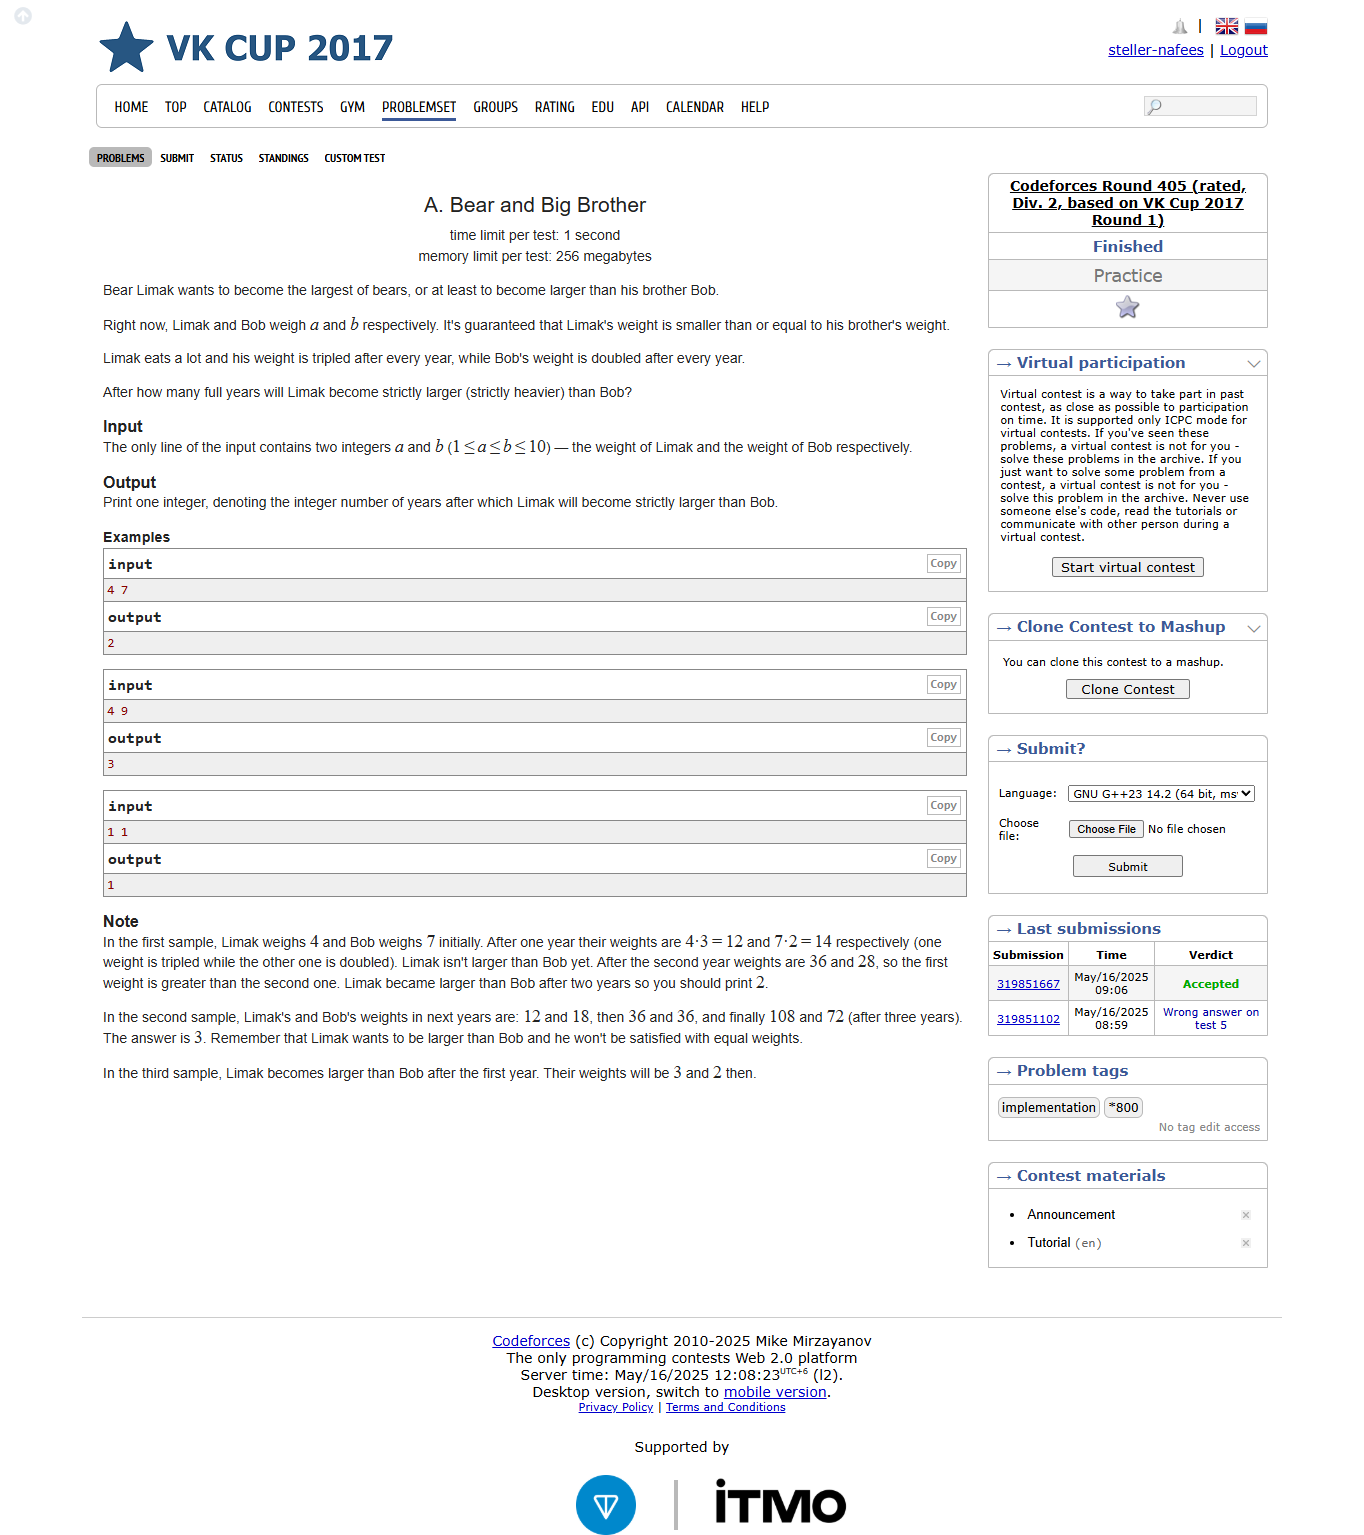 VK CUP 2017
|
steller-nafees | Logout
HOME TOP CATALOG CONTESTS GYM PROBLEMSET GROUPS RATING EDU API CALENDAR HELP
PROBLEMS SUBMIT STATUS STANDINGS CUSTOM TEST
A. Bear and Big Brother
time limit per test: 1 second
memory limit per test: 256 megabytes
Bear Limak wants to become the largest of bears, or at least to become larger than his brother Bob.
Right now, Limak and Bob weigh a and b respectively. It's guaranteed that Limak's weight is smaller than or equal to his brother's weight.
Limak eats a lot and his weight is tripled after every year, while Bob's weight is doubled after every year.
After how many full years will Limak become strictly larger (strictly heavier) than Bob?
Input
The only line of the input contains two integers a and b (1 ≤ a ≤ b ≤ 10) — the weight of Limak and the weight of Bob respectively.
Output
Print one integer, denoting the integer number of years after which Limak will become strictly larger than Bob.
Examples
input Copy
4 7
output Copy
2
input Copy
4 9
output Copy
3
input Copy
1 1
output Copy
1
Note
In the first sample, Limak weighs 4 and Bob weighs 7 initially. After one year their weights are 4·3 = 12 and 7·2 = 14 respectively (one
weight is tripled while the other one is doubled). Limak isn't larger than Bob yet. After the second year weights are 36 and 28, so the first
weight is greater than the second one. Limak became larger than Bob after two years so you should print 2.
In the second sample, Limak's and Bob's weights in next years are: 12 and 18, then 36 and 36, and finally 108 and 72 (after three years).
The answer is 3. Remember that Limak wants to be larger than Bob and he won't be satisfied with equal weights.
In the third sample, Limak becomes larger than Bob after the first year. Their weights will be 3 and 2 then.
Codeforces Round 405 (rated,
Div. 2, based on VK Cup 2017
Round 1)
Finished
Practice
→ Virtual participation
Virtual contest is a way to take part in past
contest, as close as possible to participation
on time. It is supported only ICPC mode for
virtual contests. If you've seen these
problems, a virtual contest is not for you -
solve these problems in the archive. If you
just want to solve some problem from a
contest, a virtual contest is not for you -
solve this problem in the archive. Never use
someone else's code, read the tutorials or
communicate with other person during a
virtual contest.
Start virtual contest
→ Clone Contest to Mashup
You can clone this contest to a mashup.
Clone Contest
→ Submit?
Language: GNU G++23 14.2 (64 bit, ms
Choose
file: Choose File No file chosen
Submit
→ Last submissions
Submission Time Verdict
319851667 May/16/2025 09:06 Accepted
319851102 May/16/2025 08:59 Wrong answer on test 5
→ Problem tags
implementation *800
No tag edit access
→ Contest materials
• Announcement
• Tutorial (en)
Codeforces (c) Copyright 2010-2025 Mike Mirzayanov
The only programming contests Web 2.0 platform
Server time: May/16/2025 12:08:23UTC+6 (l2).
Desktop version, switch to mobile version.
Privacy Policy | Terms and Conditions
Supported by
iTMO